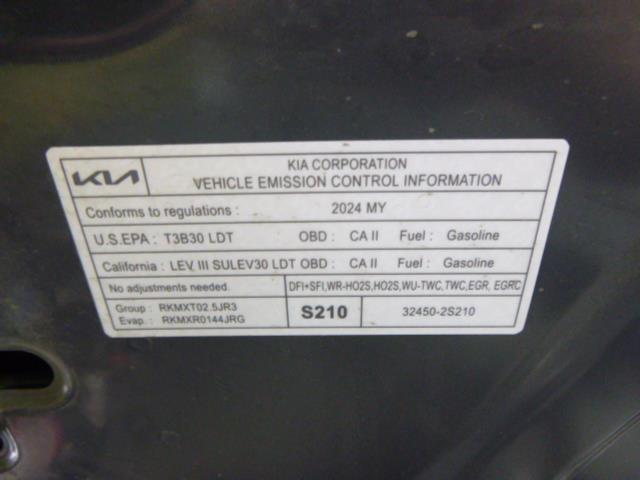 KIA
KIA CORPORATION
VEHICLE EMISSION CONTROL INFORMATION
Conforms to regulations : 2024 MY
U.S.EPA : T3B30 LDT OBD : CA II Fuel : Gasoline
California : LEV III SULEV30 LDT OBD : CA II Fuel : Gasoline
No adjustments needed. DFI+SFI,WR-HO2S,HO2S,WU-TWC,TWC,EGR, EGRC
Group : RKMXT02.5JR3
Evap. : RKMXR0144JRG
S210 32450-2S210